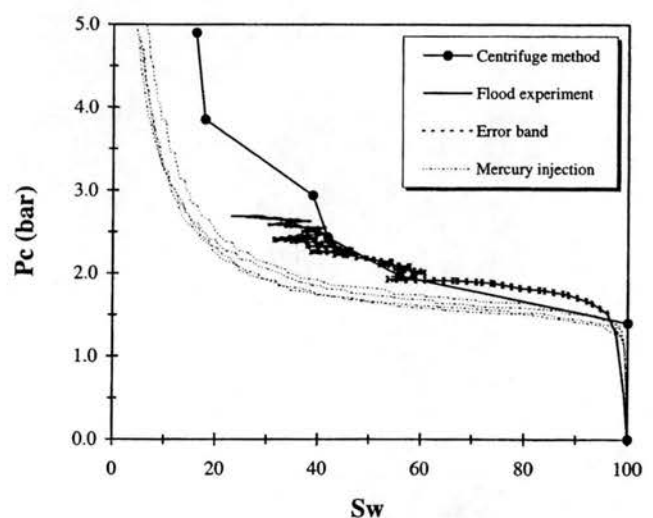 5.0
4.0
3.0
2.0
1.0
0.0
Pc (bar)
Centrifuge method
Flood experiment
Error band
Mercury injection
0
20
40
60
80
100
Sw